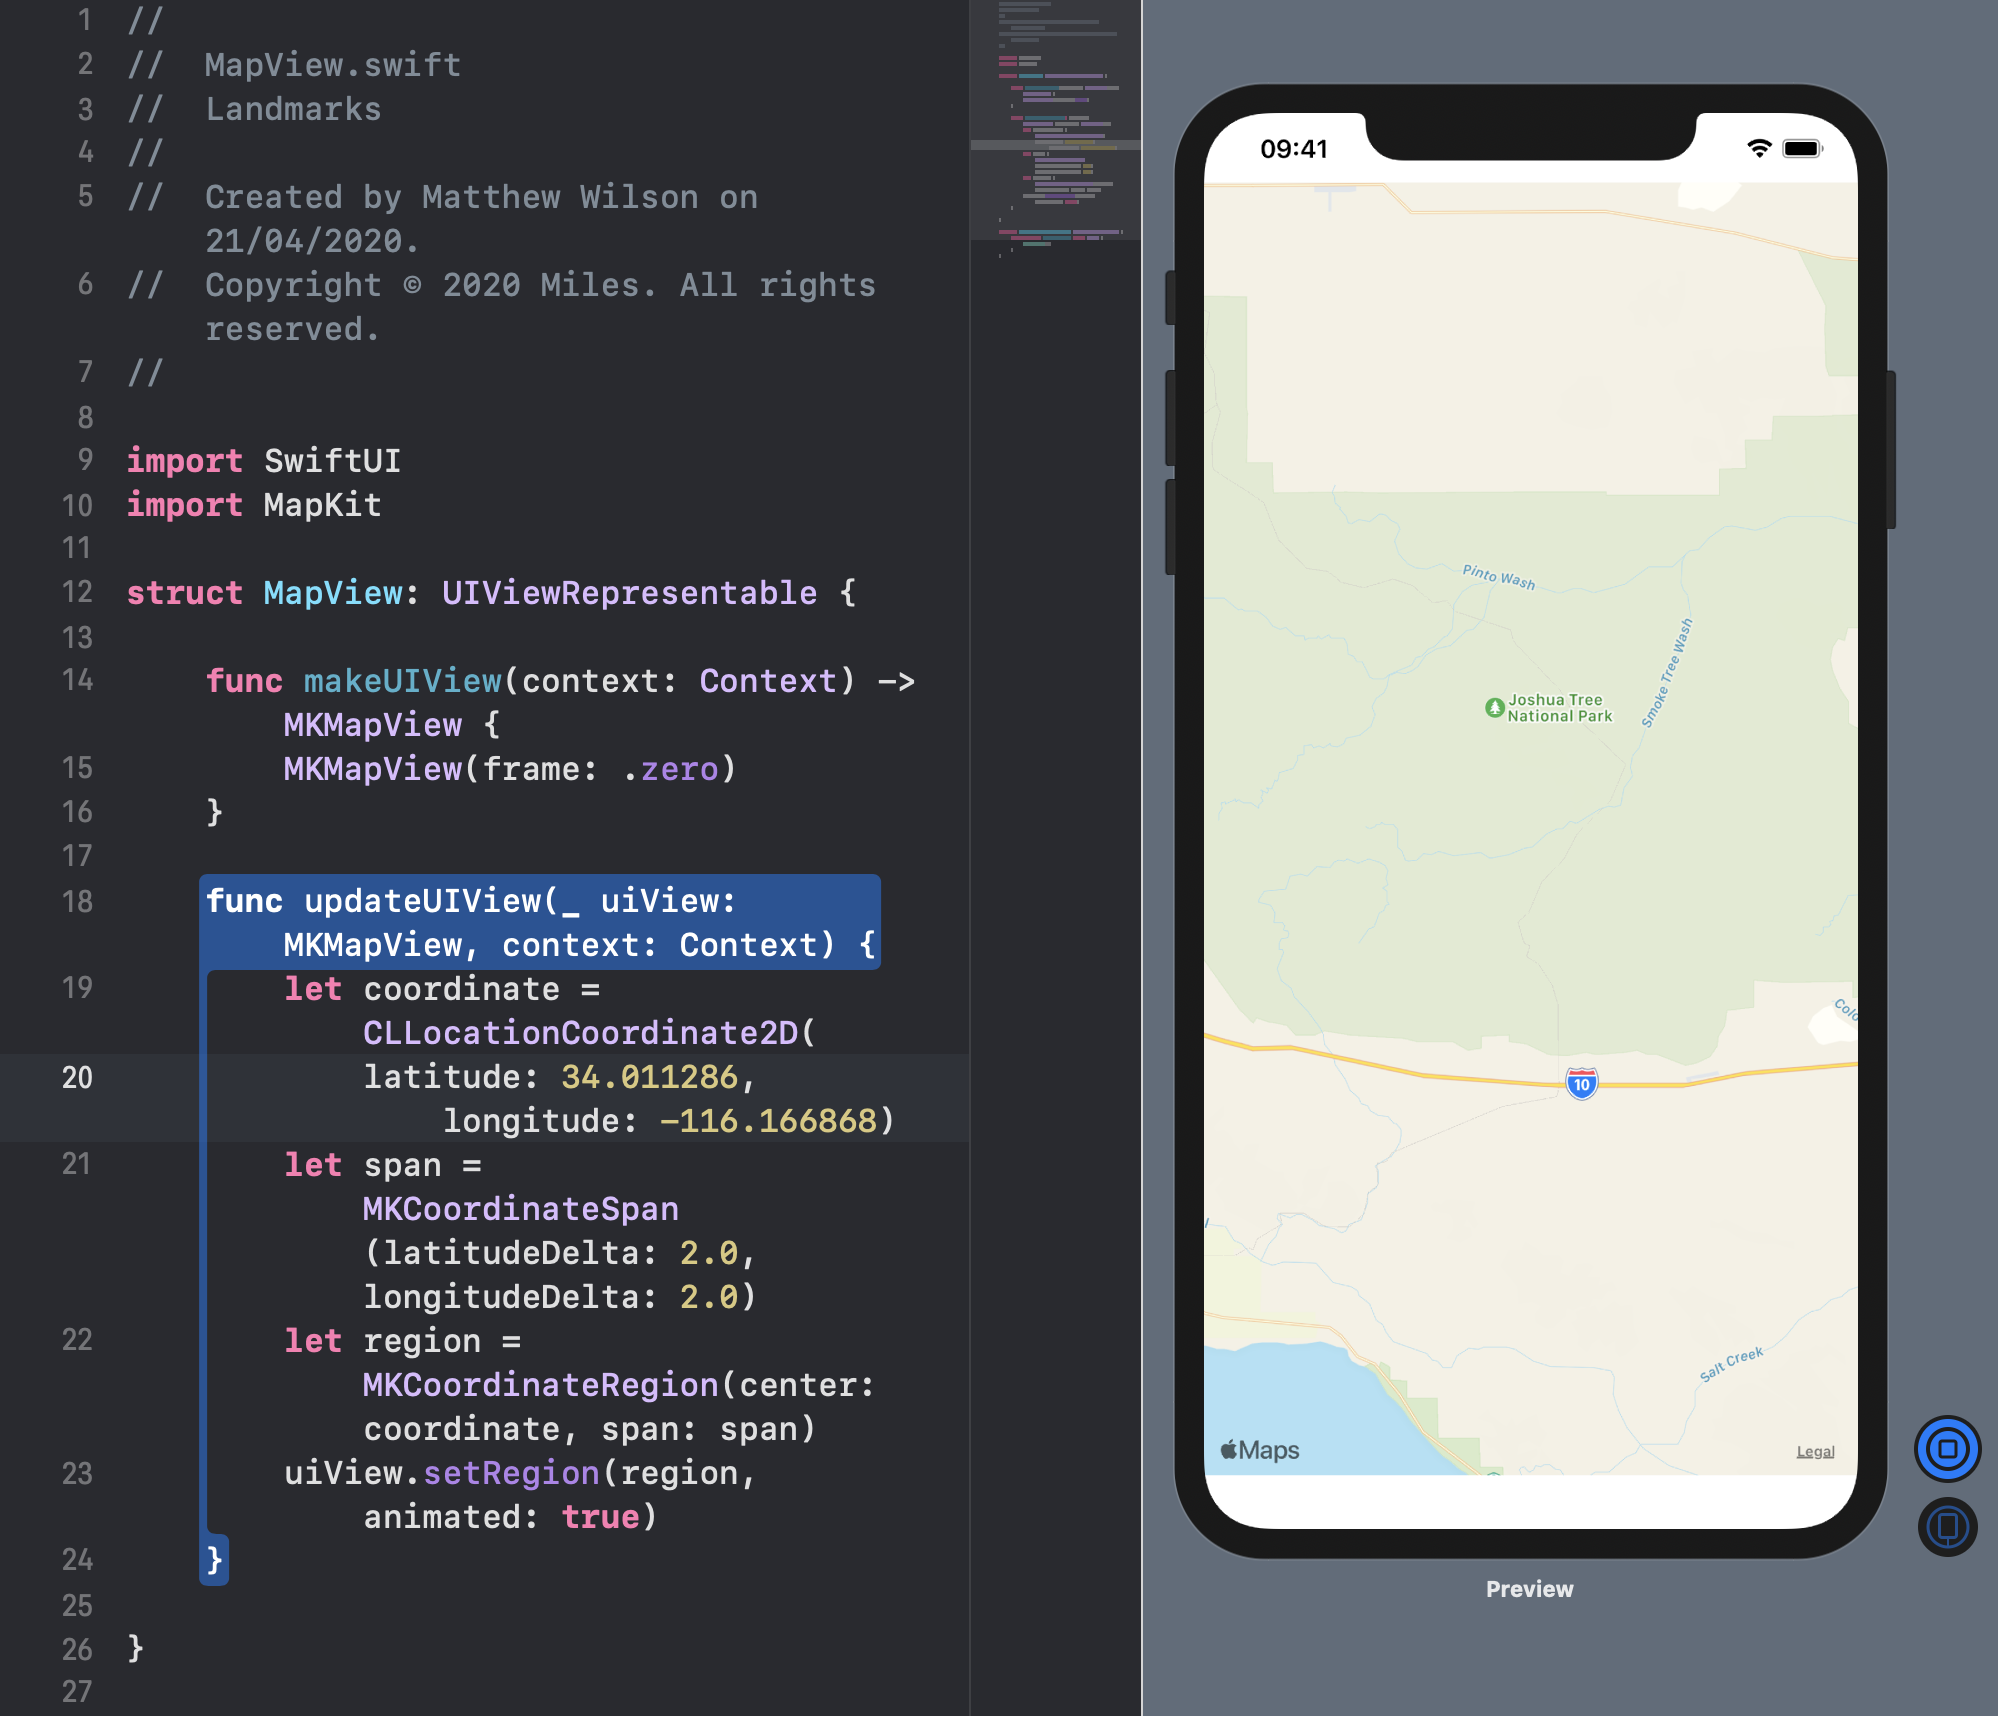 1 //
2 //  MapView.swift
3 //  Landmarks
4 //
5 //  Created by Matthew Wilson on
21/04/2020.
6 //  Copyright © 2020 Miles. All rights
reserved.
7 //
8
9 import SwiftUI
10 import MapKit
11
12 struct MapView: UIViewRepresentable {
13
14     func makeUIView(context: Context) ->
MKMapView {
15         MKMapView(frame: .zero)
16     }
17
18     func updateUIView(_ uiView:
MKMapView, context: Context) {
19         let coordinate =
CLLocationCoordinate2D(
20             latitude: 34.011286,
longitude: -116.166868)
21         let span =
MKCoordinateSpan
(latitudeDelta: 2.0,
longitudeDelta: 2.0)
22         let region =
MKCoordinateRegion(center:
coordinate, span: span)
23         uiView.setRegion(region,
animated: true)
24     }
25
26 }
27
09:41
Pinto Wash
Smoke Tree Wash
Joshua Tree
National Park
Colo
10
Salt Creek
Maps
Legal
Preview